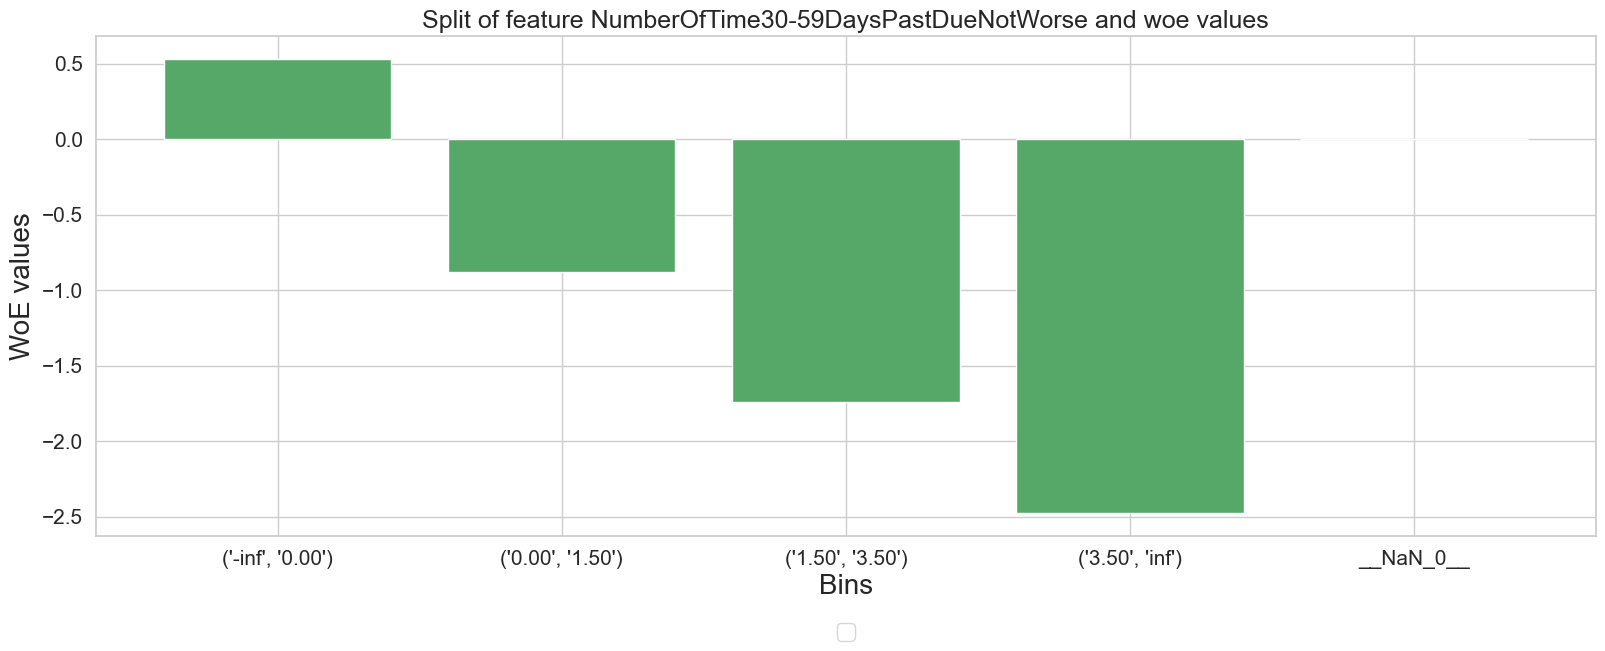 Split of feature NumberOfTime30-59DaysPastDueNotWorse and woe values
0.5
0.0
−0.5
−1.0
−1.5
−2.0
−2.5
WoE values
('-inf', '0.00') ('0.00', '1.50') ('1.50', '3.50') ('3.50', 'inf') __NaN_0__
Bins